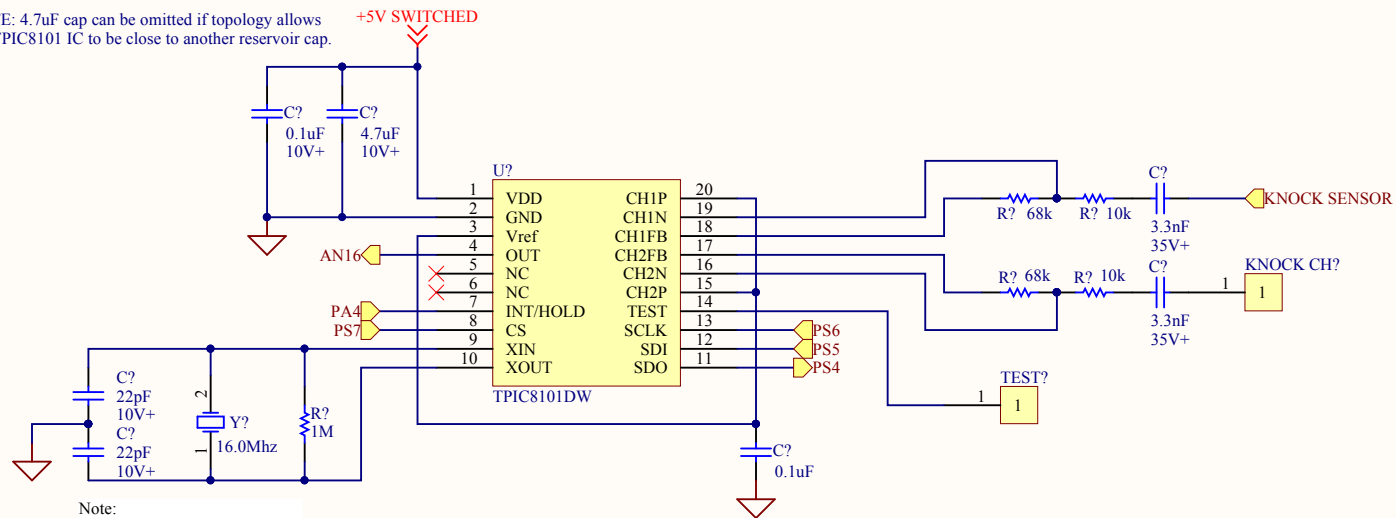 E: 4.7uF cap can be omitted if topology allows
TPIC8101 IC to be close to another reservoir cap.
+5V SWITCHED
C?
0.1uF
10V+
C?
4.7uF
10V+
U?
1 VDD
2 GND
3 Vref
4 OUT
5 NC
6 NC
7 INT/HOLD
8 CS
9 XIN
10 XOUT
CH1P 20
CH1N 19
CH1FB 18
CH2FB 17
CH2N 16
CH2P 15
TEST 14
SCLK 13
SDI 12
SDO 11
TPIC8101DW
AN16
PA4
PS7
PS6
PS5
PS4
R? 68k
R? 10k
C?
3.3nF
35V+
KNOCK SENSOR
R? 68k
R? 10k
C?
3.3nF
35V+
KNOCK CH?
1
1
TEST?
1
1
C?
22pF
10V+
C?
22pF
10V+
2
Y?
1
16.0Mhz
R?
1M
C?
0.1uF
Note: